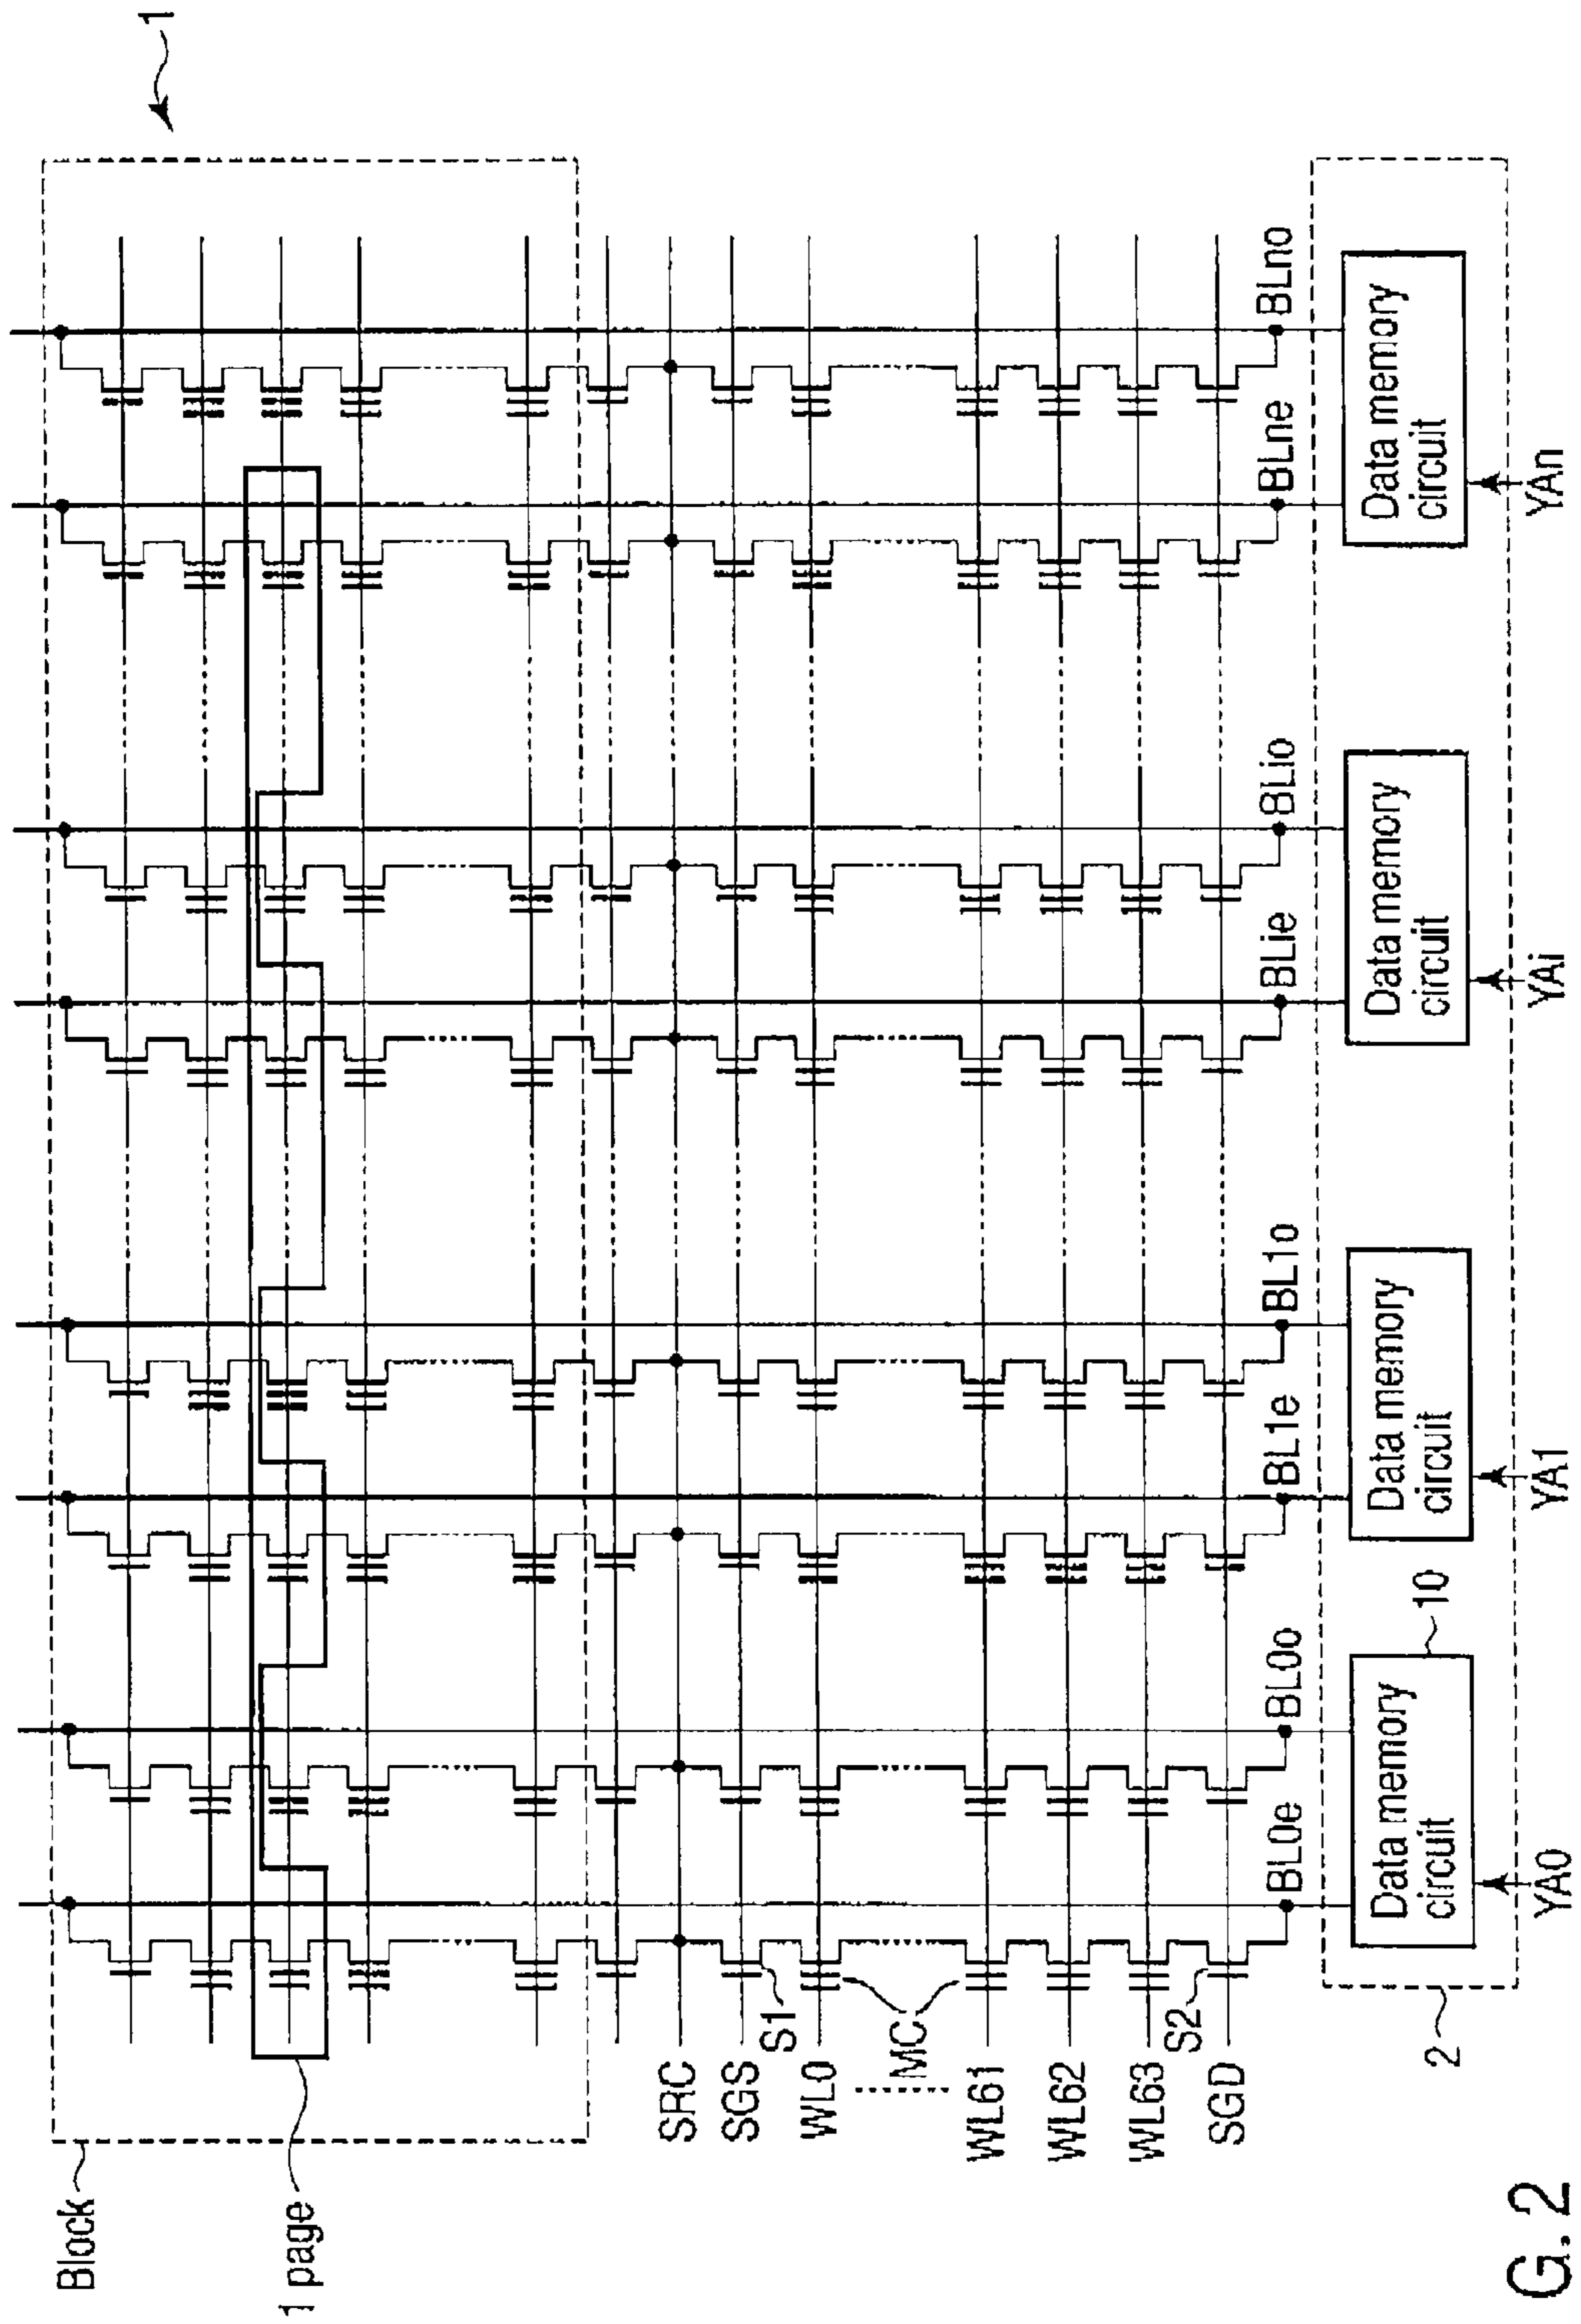 1
Block
1 page
SRC
SGS
S1
WL0
MC
WL61
WL62
WL63
S2
SGD
BL0e
BL0o
BL1e
BL1o
BLie
BLio
BLne
BLno
Data memory
circuit
10
Data memory
circuit
Data memory
circuit
Data memory
circuit
2
YA0
YA1
YAi
YAn
G. 2